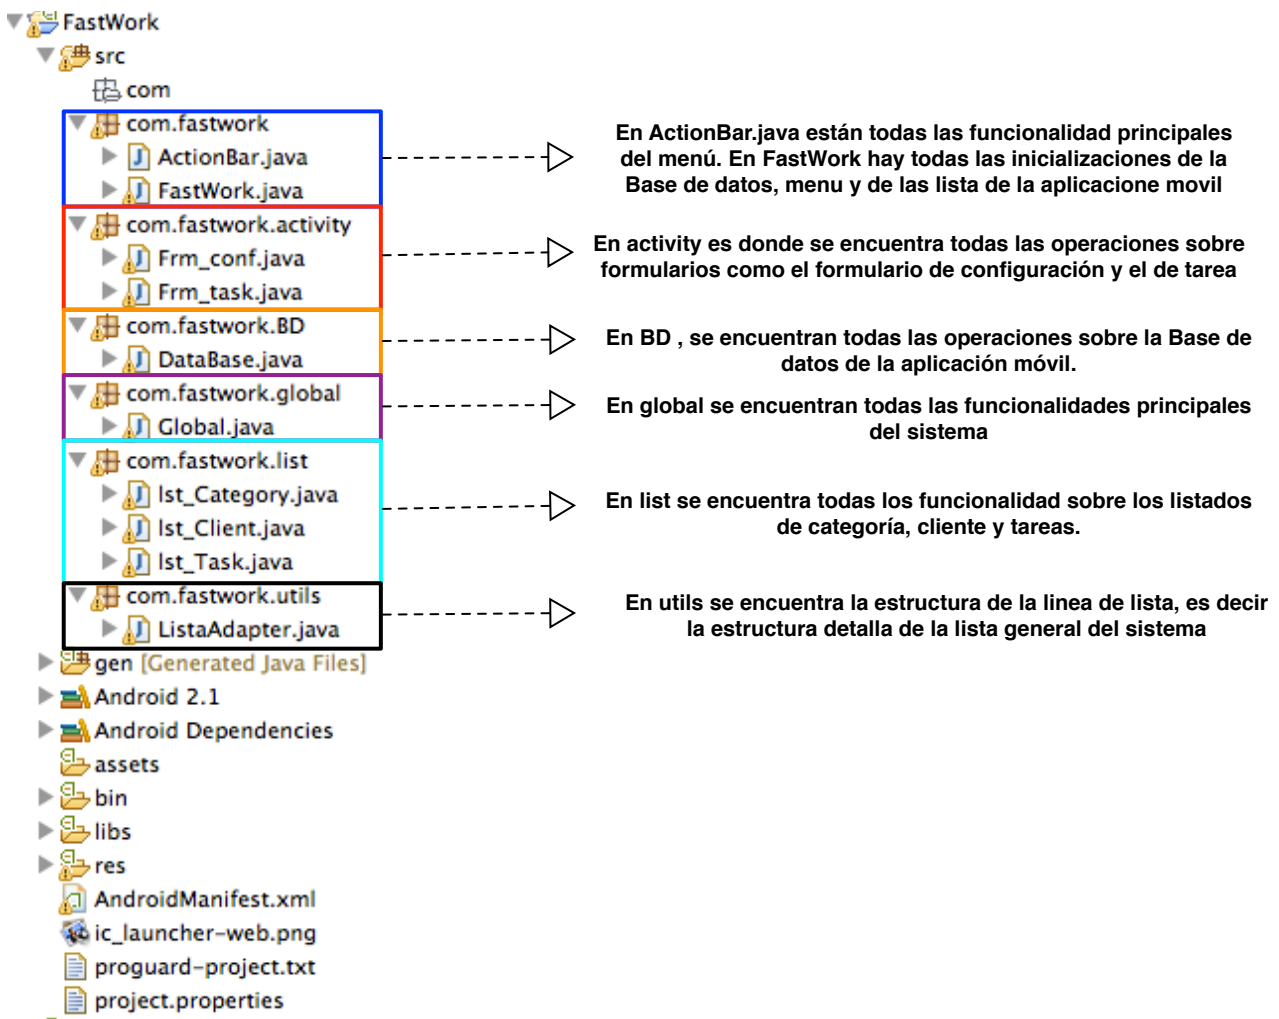 FastWork
src
com
com.fastwork
ActionBar.java
FastWork.java
En ActionBar.java están todas las funcionalidad principales
del menú. En FastWork hay todas las inicializaciones de la
Base de datos, menu y de las lista de la aplicacione movil
com.fastwork.activity
Frm_conf.java
Frm_task.java
En activity es donde se encuentra todas las operaciones sobre
formularios como el formulario de configuración y el de tarea
com.fastwork.BD
DataBase.java
En BD , se encuentran todas las operaciones sobre la Base de
datos de la aplicación móvil.
com.fastwork.global
Global.java
En global se encuentran todas las funcionalidades principales
del sistema
com.fastwork.list
lst_Category.java
lst_Client.java
lst_Task.java
En list se encuentra todas los funcionalidad sobre los listados
de categoría, cliente y tareas.
com.fastwork.utils
ListaAdapter.java
En utils se encuentra la estructura de la linea de lista, es decir
la estructura detalla de la lista general del sistema
gen [Generated Java Files]
Android 2.1
Android Dependencies
assets
bin
libs
res
AndroidManifest.xml
ic_launcher-web.png
proguard-project.txt
project.properties